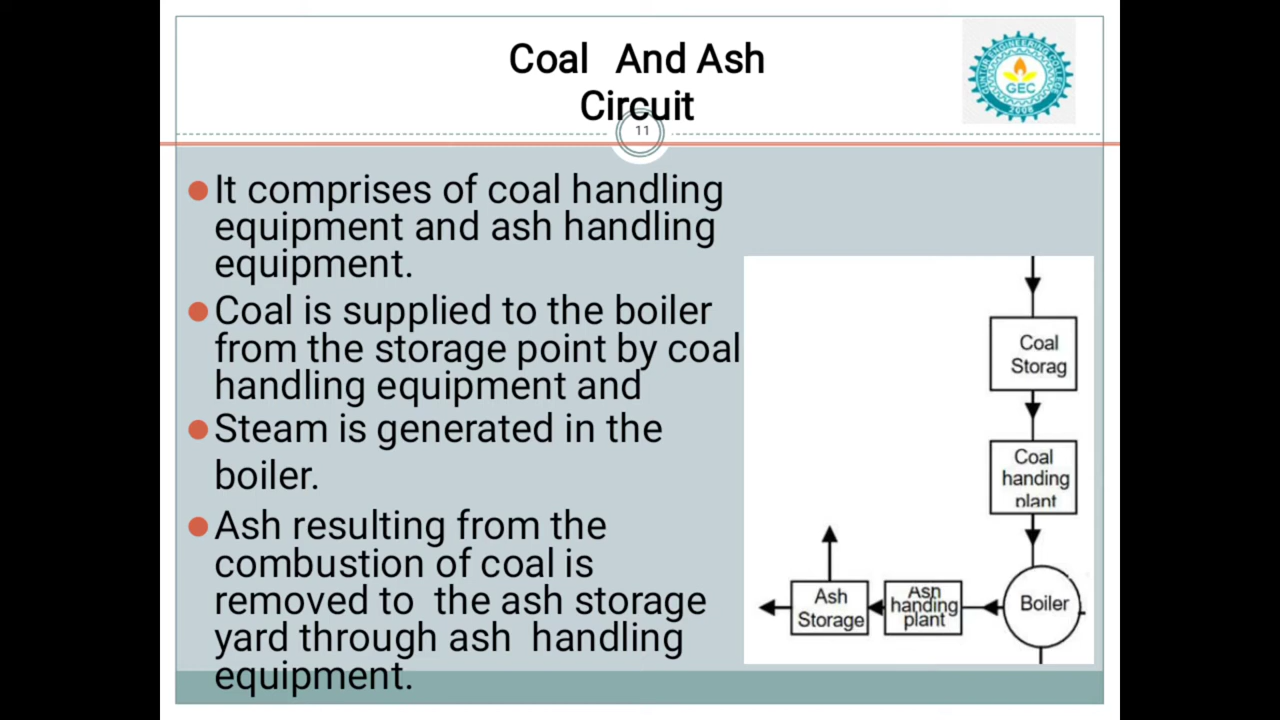 Coal And Ash
Circuit
11
GEC
2008
It comprises of coal handling
equipment and ash handling
equipment.
Coal is supplied to the boiler
from the storage point by coal
handling equipment and
Steam is generated in the
boiler.
Ash resulting from the
combustion of coal is
removed to the ash storage
yard through ash handling
equipment.
Coal
Storag
Coal
handing
plant
Boiler
Ash
handing
plant
Ash
Storage